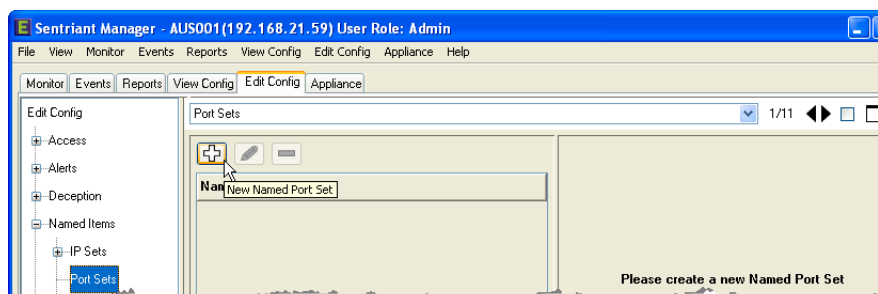 Sentriant Manager - AUS001(192.168.21.59) User Role: Admin
File View Monitor Events Reports View Config Edit Config Appliance Help
Monitor Events Reports View Config Edit Config Appliance
Edit Config
Port Sets
1/11
Access
Alerts
Nam
New Named Port Set
Deception
Named Items
IP Sets
Port Sets
Please create a new Named Port Set